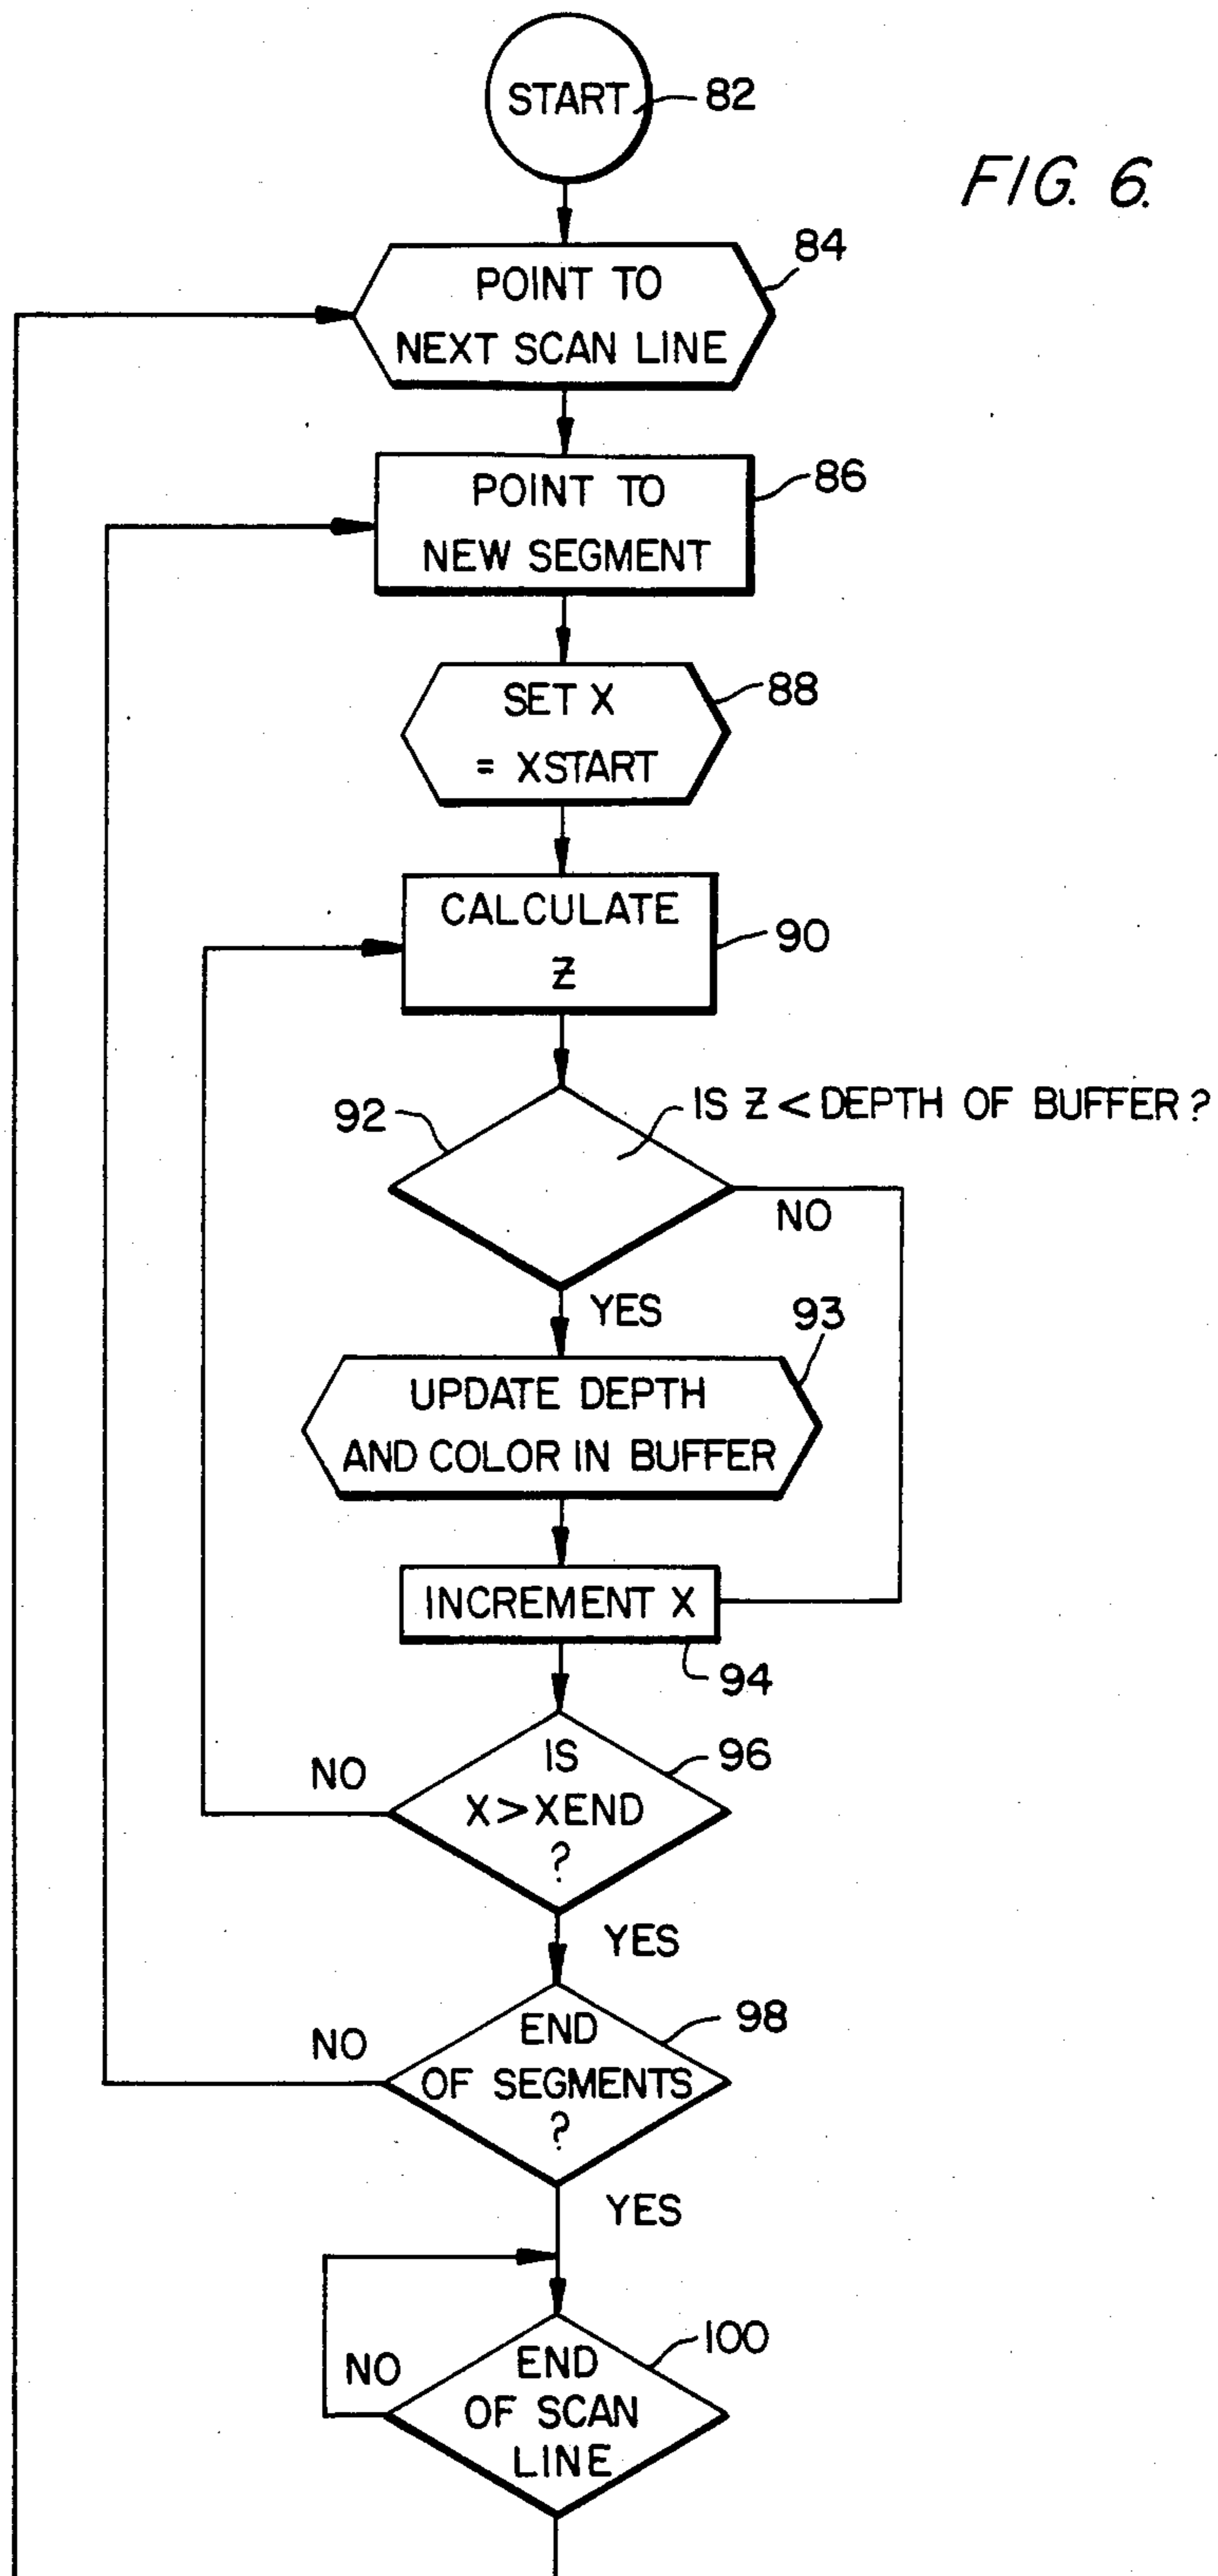 START
82
FIG. 6.
84
POINT TO
NEXT SCAN LINE
86
POINT TO
NEW SEGMENT
88
SET X
= XSTART
CALCULATE
Z
90
92
IS Z < DEPTH OF BUFFER?
NO
YES
93
UPDATE DEPTH
AND COLOR IN BUFFER
INCREMENT X
94
IS
X>XEND
?
96
NO
YES
END
OF SEGMENTS
?
98
NO
YES
100
END
OF SCAN
LINE
NO